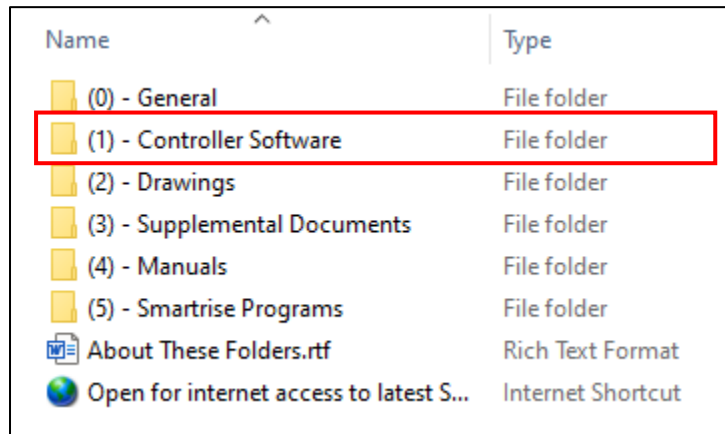 Name Type
(0) - General File folder
(1) - Controller Software File folder
(2) - Drawings File folder
(3) - Supplemental Documents File folder
(4) - Manuals File folder
(5) - Smartrise Programs File folder
About These Folders.rtf Rich Text Format
Open for internet access to latest S... Internet Shortcut